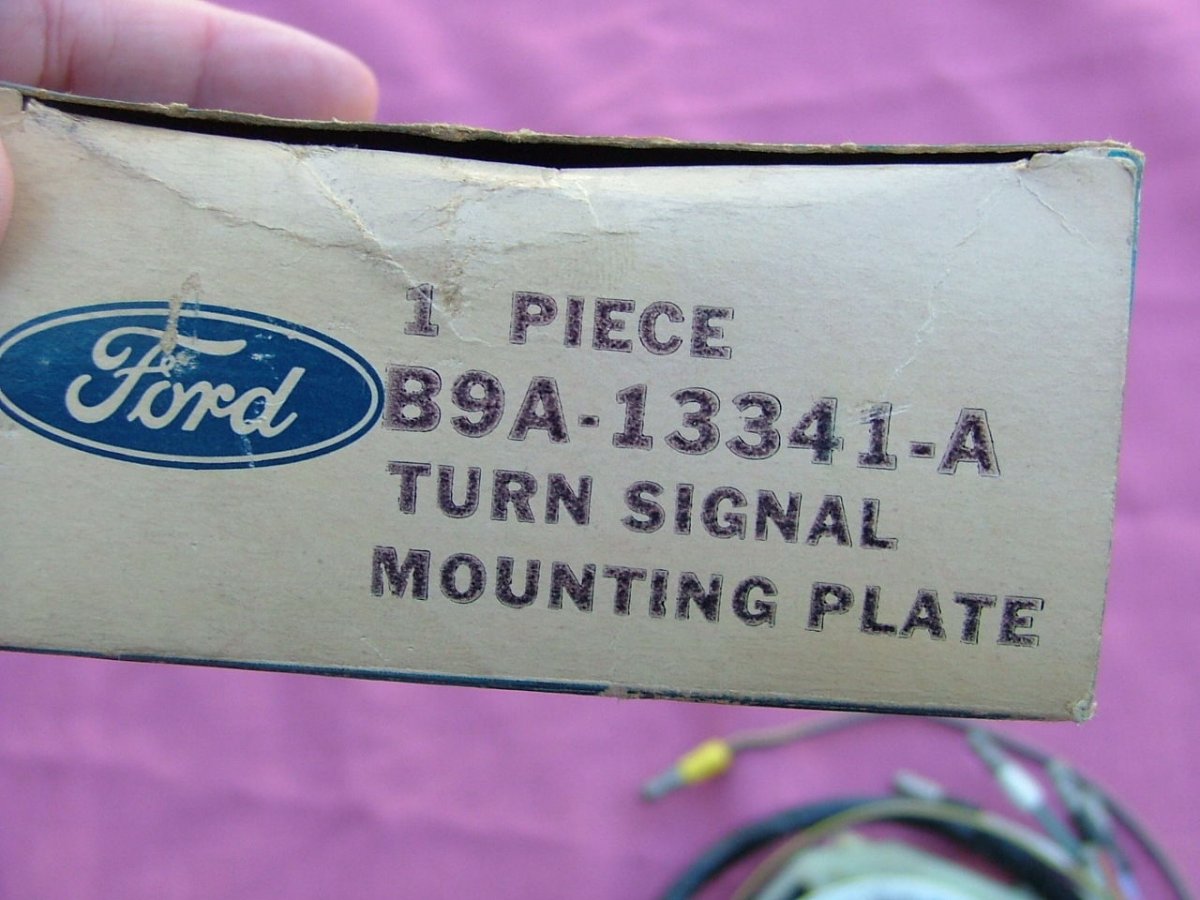 Ford
1 PIECE
B9A-13341-A
TURN SIGNAL
MOUNTING PLATE